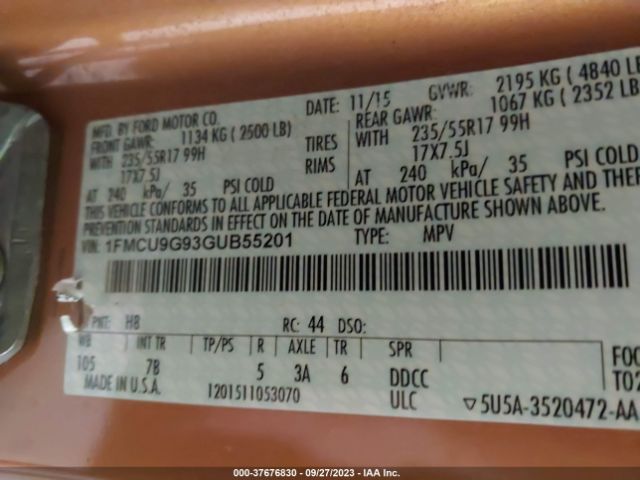 MFD. BY FORD MOTOR CO.
DATE: 11/15 GVWR: 2195 KG ( 4840 LB
FRONT GAWR: 1134 KG ( 2500 LB)
REAR GAWR: 1067 KG ( 2352 LB
WITH 235/55R17 99H TIRES WITH 235/55R17 99H
17X7.5J RIMS 17X7.5J
AT 240 kPa/ 35 PSI COLD AT 240 kPa/ 35 PSI COLD
THIS VEHICLE CONFORMS TO ALL APPLICABLE FEDERAL MOTOR VEHICLE SAFETY AND THEF
PREVENTION STANDARDS IN EFFECT ON THE DATE OF MANUFACTURE SHOWN ABOVE.
VIN: 1FMCU9G93GUB55201 TYPE: MPV
PNT: H8 RC: 44 DSO:
WB INT TR TP/PS R AXLE TR SPR
105 7B 5 3A 6 DDCC
MADE IN U.S.A. 1201511053070 ULC
FOC
T02
▽5U5A-3520472-AA
000-37676830 - 09/27/2023 - IAA Inc.